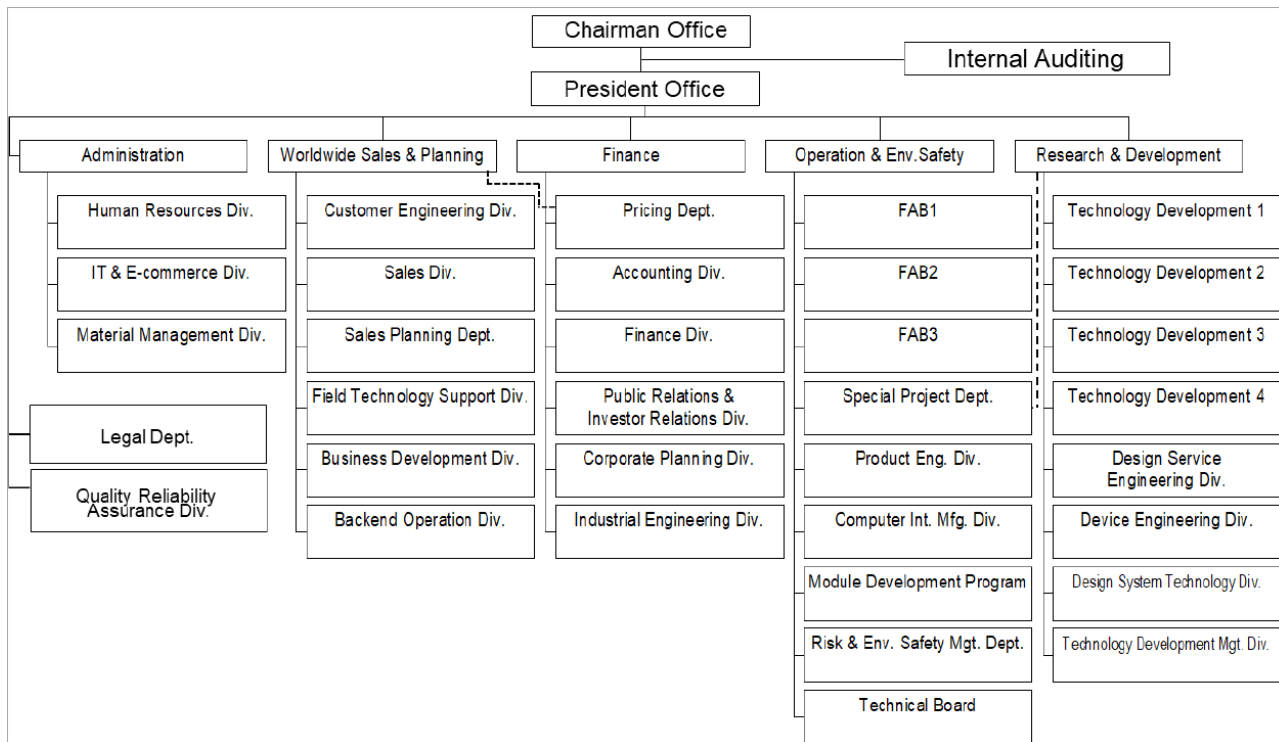 Chairman Office
Internal Auditing
President Office
Administration
Worldwide Sales & Planning
Finance
Operation & Env.Safety
Research & Development
Human Resources Div.
Customer Engineering Div.
Pricing Dept.
FAB1
Technology Development 1
IT & E-commerce Div.
Sales Div.
Accounting Div.
FAB2
Technology Development 2
Material Management Div.
Sales Planning Dept.
Finance Div.
FAB3
Technology Development 3
Field Technology Support Div.
Public Relations &
Investor Relations Div.
Special Project Dept.
Technology Development 4
Legal Dept.
Business Development Div.
Corporate Planning Div.
Product Eng. Div.
Design Service
Engineering Div.
Quality Reliability
Assurance Div.
Backend Operation Div.
Industrial Engineering Div.
Computer Int. Mfg. Div.
Device Engineering Div.
Module Development Program
Design System Technology Div.
Risk & Env. Safety Mgt. Dept.
Technology Development Mgt. Div.
Technical Board